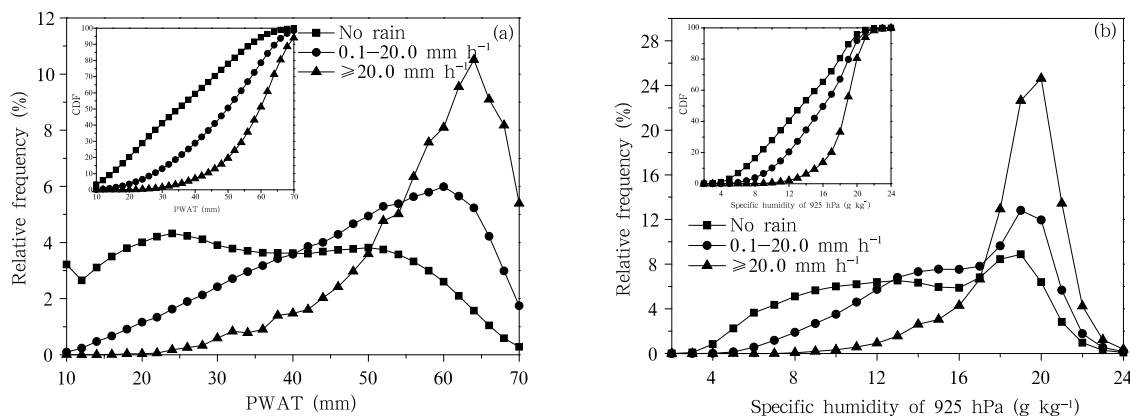 12
10
8
6
4
2
0
Relative frequency (%)
10 20 30 40 50 60 70
PWAT (mm)
(a)
No rain
0.1–20.0 mm h⁻¹
⩾20.0 mm h⁻¹
100
90
80
70
60
50
40
30
20
10
0
CDF
10 20 30 40 50 60 70
PWAT (mm)
28
24
20
16
12
8
4
0
Relative frequency (%)
4 8 12 16 20 24
Specific humidity of 925 hPa (g kg⁻¹)
(b)
No rain
0.1–20.0 mm h⁻¹
⩾20.0 mm h⁻¹
100
90
80
70
60
50
40
30
20
10
0
CDF
4 8 12 16 20 24
Specific humidity of 925 hPa (g kg⁻)